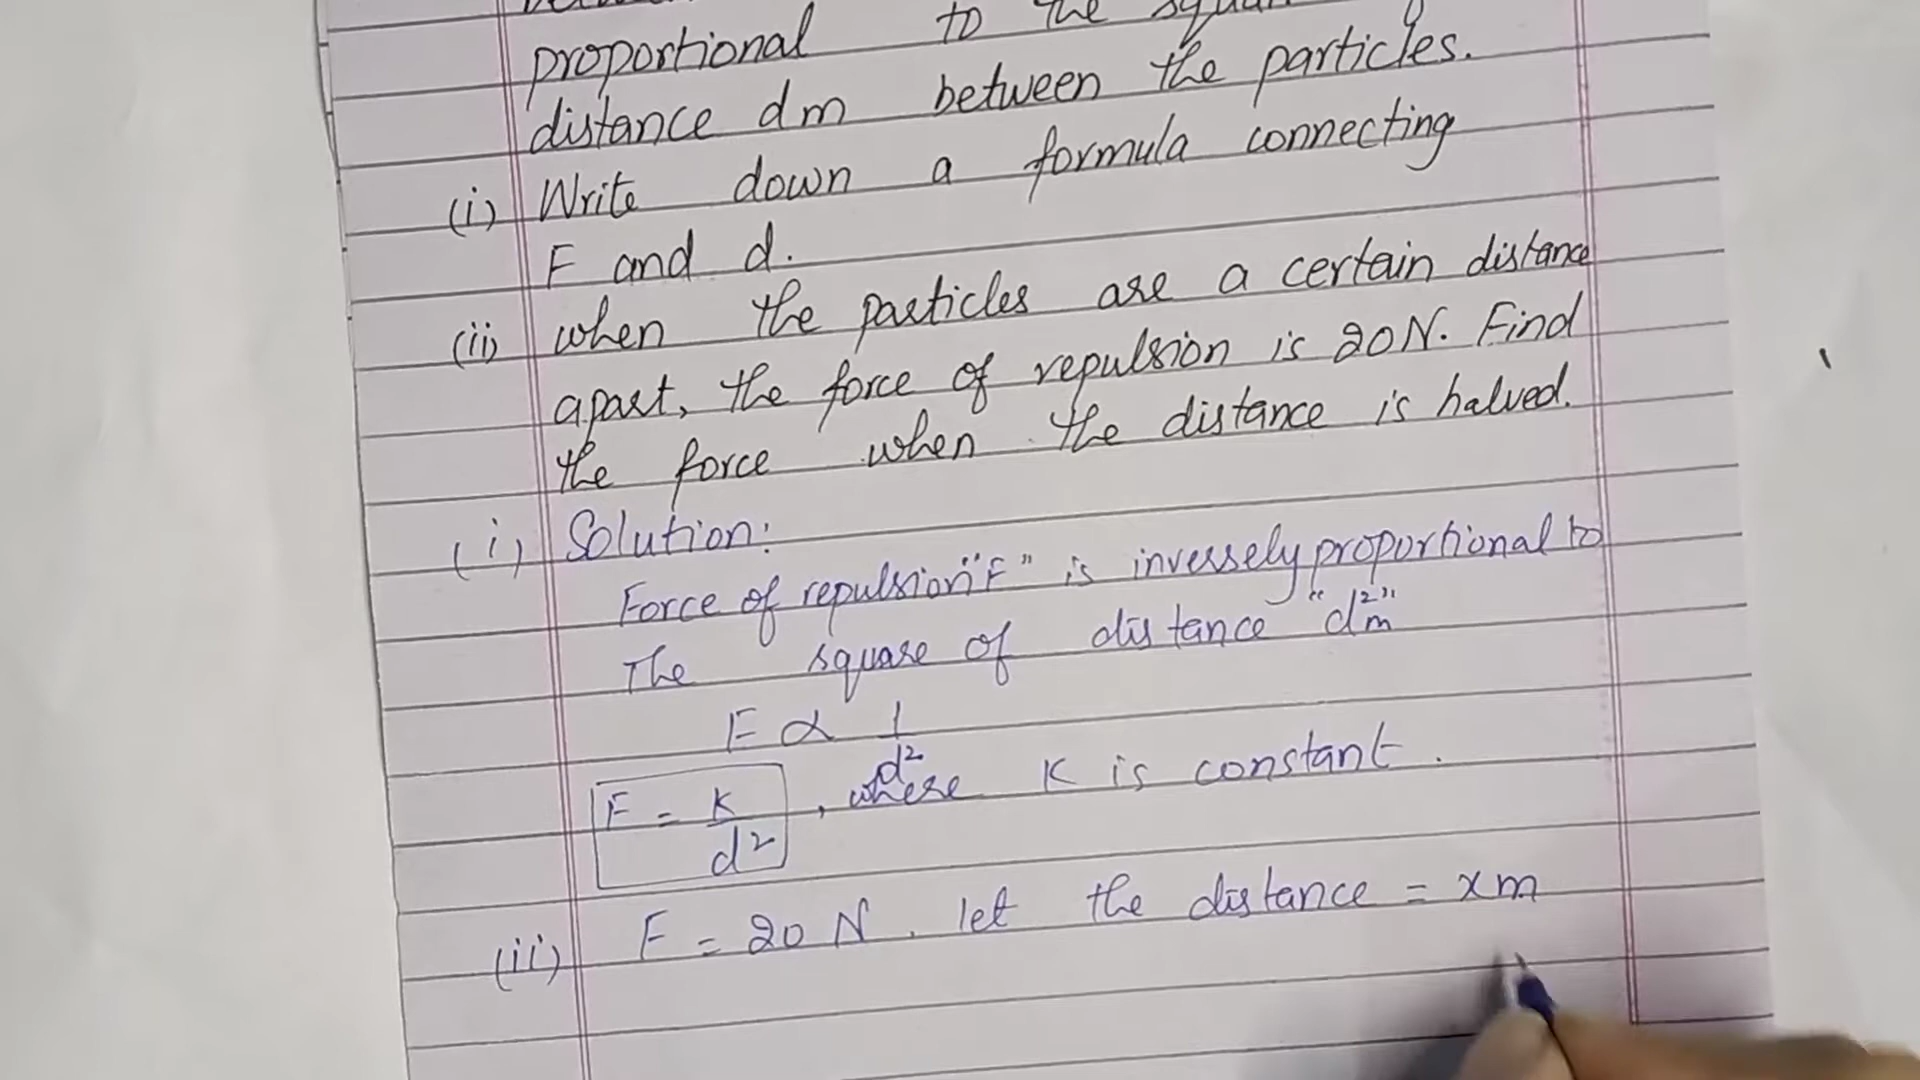 proportional to the
distance dm between the particles.
(i) Write down a formula connecting
F and d.
(ii) when the particles are a certain distance
apart, the force of repulsion is 20N. Find
the force when the distance is halved.
(i) Solution:
Force of repulsion "F" is inversely proportional to
The square of distance "d²m"
F ∝ 1/d²
F = K/d² , where K is constant.
(ii) F = 20 N. let the distance = xm